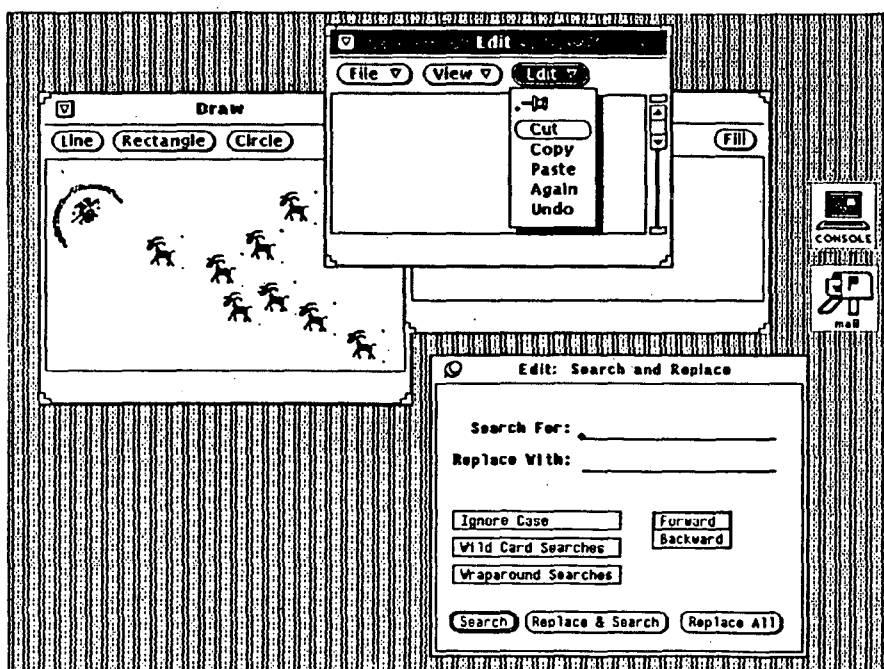 Edit
File View Edit
Cut
Copy
Paste
Again
Undo
Draw
Line Rectangle Circle
Fill
CONSOLE
mail
Edit: Search and Replace
Search For:
Replace With:
Ignore Case
Wild Card Searches
Wraparound Searches
Forward
Backward
Search Replace & Search Replace All